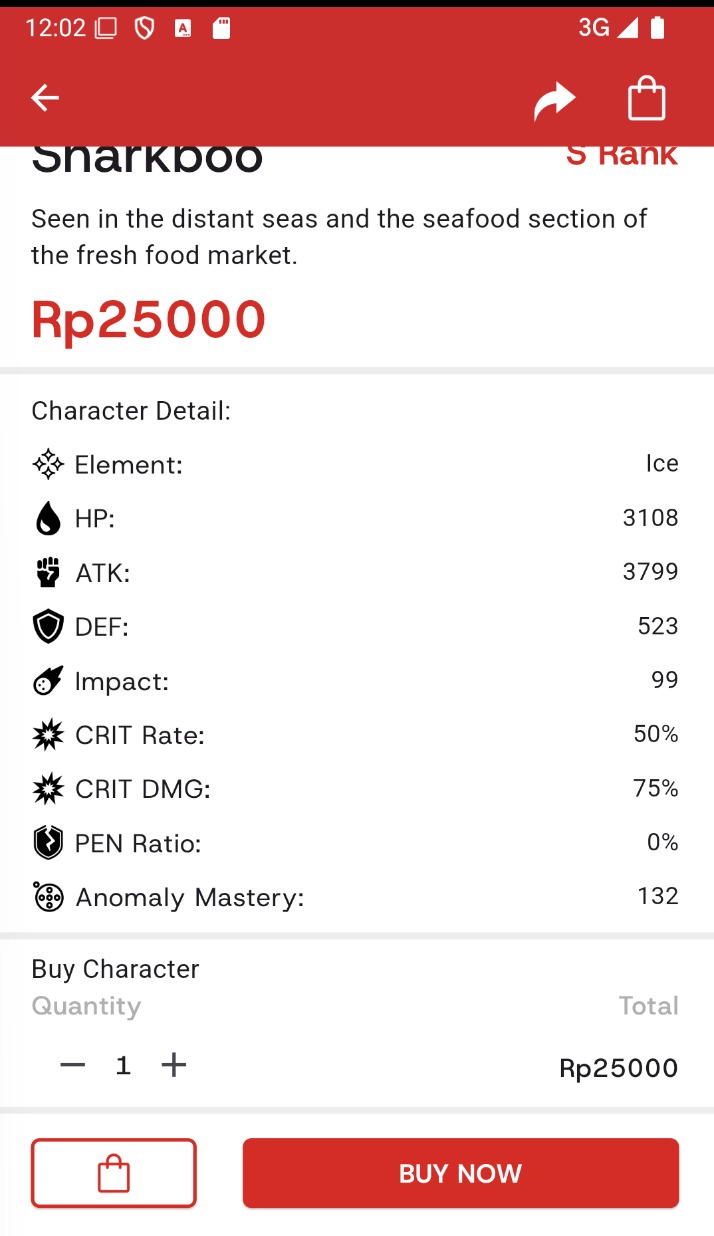 12:02
3G
Sharkboo
S Rank
Seen in the distant seas and the seafood section of
the fresh food market.
Rp25000
Character Detail:
Element: Ice
HP: 3108
ATK: 3799
DEF: 523
Impact: 99
CRIT Rate: 50%
CRIT DMG: 75%
PEN Ratio: 0%
Anomaly Mastery: 132
Buy Character
Quantity Total
1 Rp25000
BUY NOW